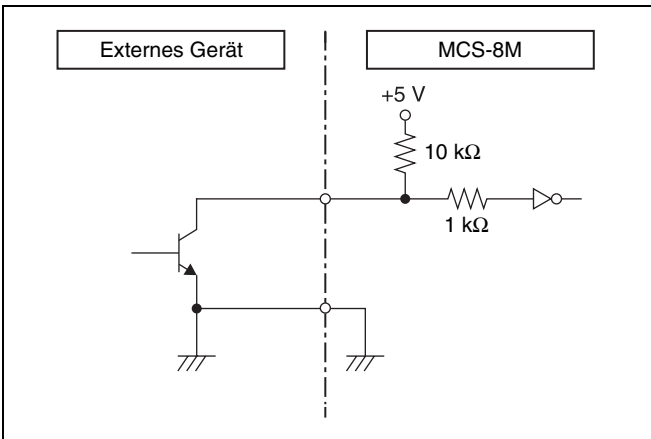 Externes Gerät
MCS-8M
+5 V
10 kΩ
1 kΩ